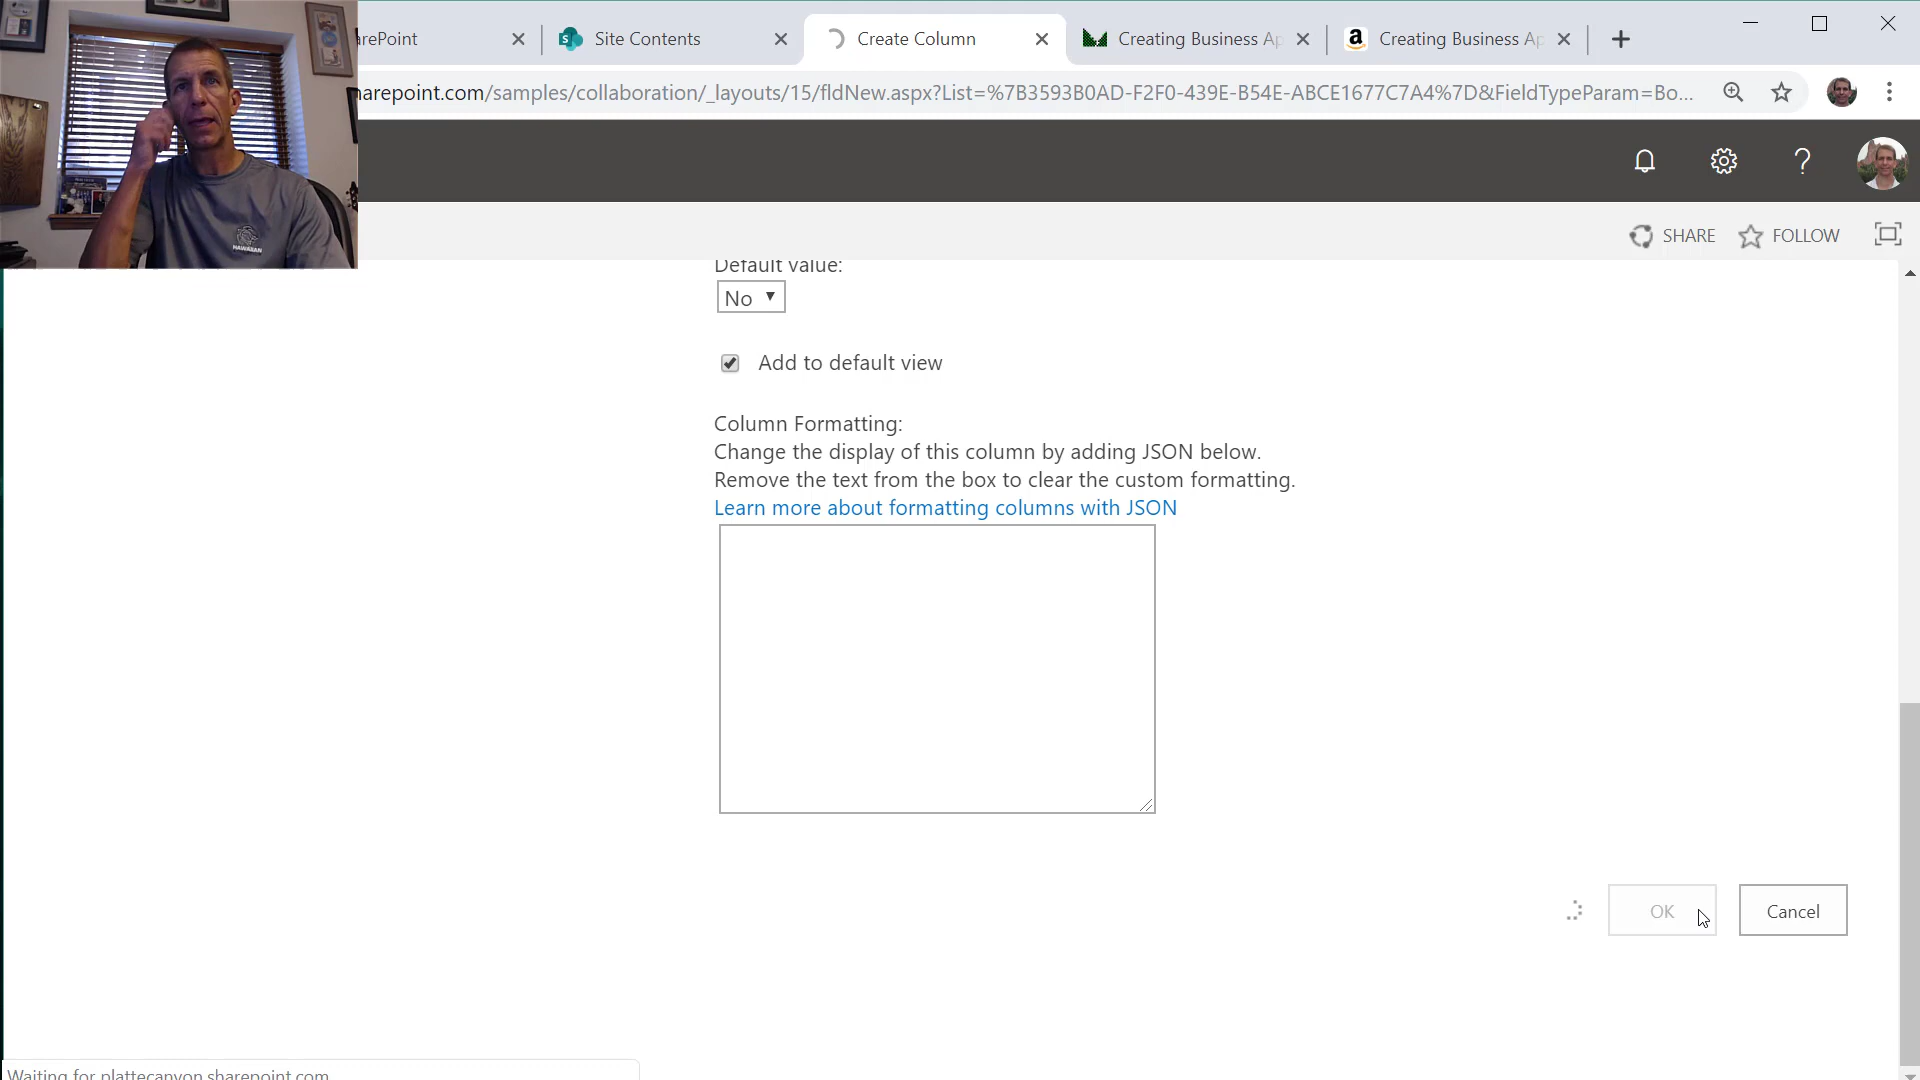 arePoint
Site Contents
Create Column
Creating Business Ap
Creating Business Ap
harepoint.com/samples/collaboration/_layouts/15/fldNew.aspx?List=%7B3593B0AD-F2F0-439E-B54E-ABCE1677C7A4%7D&FieldTypeParam=Bo...
SHARE
FOLLOW
Default value:
No
Add to default view
Column Formatting:
Change the display of this column by adding JSON below.
Remove the text from the box to clear the custom formatting.
Learn more about formatting columns with JSON
OK
Cancel
Waiting for plattecanyon.sharepoint.com